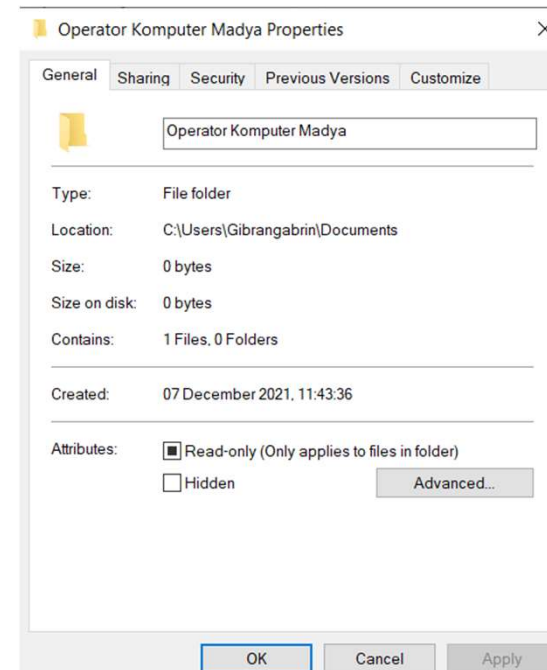 Operator Komputer Madya Properties
General Sharing Security Previous Versions Customize
Operator Komputer Madya
Type: File folder
Location: C:\Users\Gibrangabrin\Documents
Size: 0 bytes
Size on disk: 0 bytes
Contains: 1 Files, 0 Folders
Created: 07 December 2021, 11:43:36
Attributes: Read-only (Only applies to files in folder)
Hidden Advanced...
OK Cancel Apply